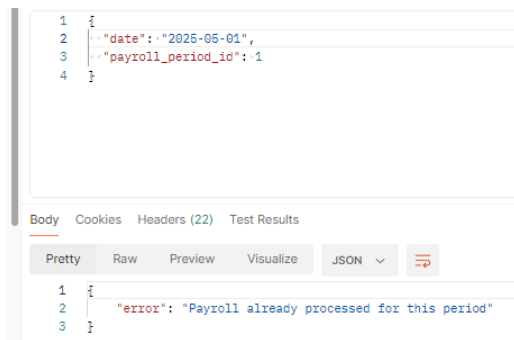 1 {
2 "date": "2025-05-01",
3 "payroll_period_id": 1
4 }
Body Cookies Headers (22) Test Results
Pretty Raw Preview Visualize JSON
1 {
2 "error": "Payroll already processed for this period"
3 }